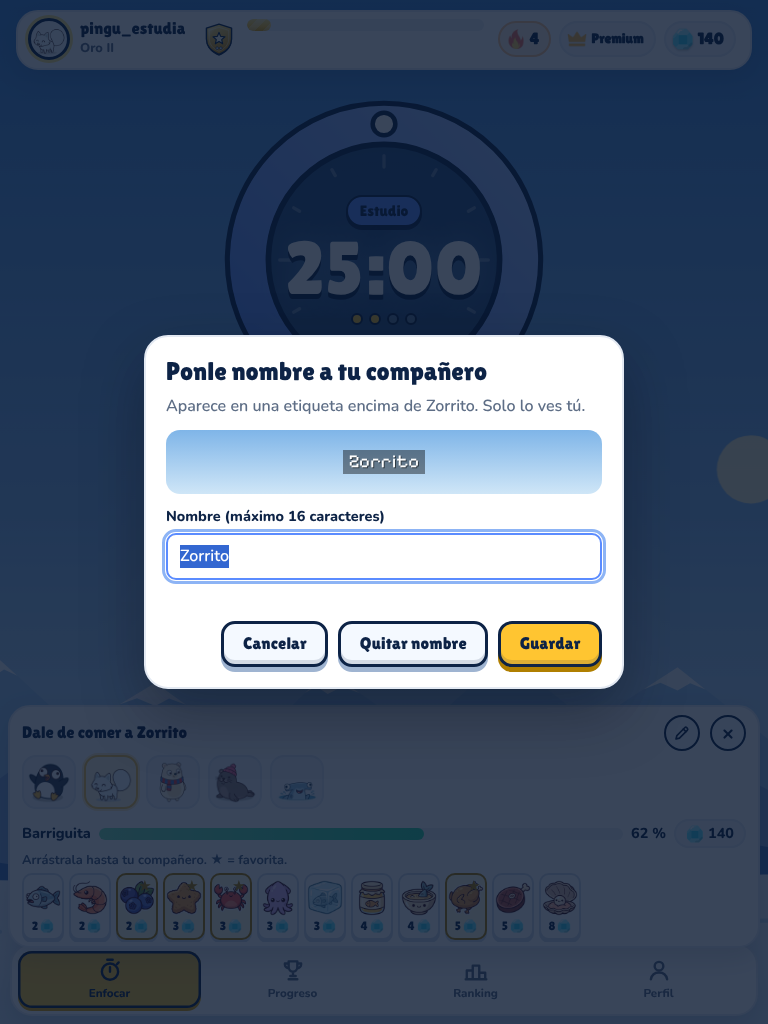 pingu_estudia
Oro II
4
Premium
140
Estudio
25:00
Ponle nombre a tu compañero
Aparece en una etiqueta encima de Zorrito. Solo lo ves tú.
Zorrito
Nombre (máximo 16 caracteres)
Zorrito
Cancelar
Quitar nombre
Guardar
Dale de comer a Zorrito
Barriguita
62 %
140
Arrástrala hasta tu compañero. ★ = favorita.
2
2
2
3
3
3
3
4
4
5
5
8
Enfocar
Progreso
Ranking
Perfil